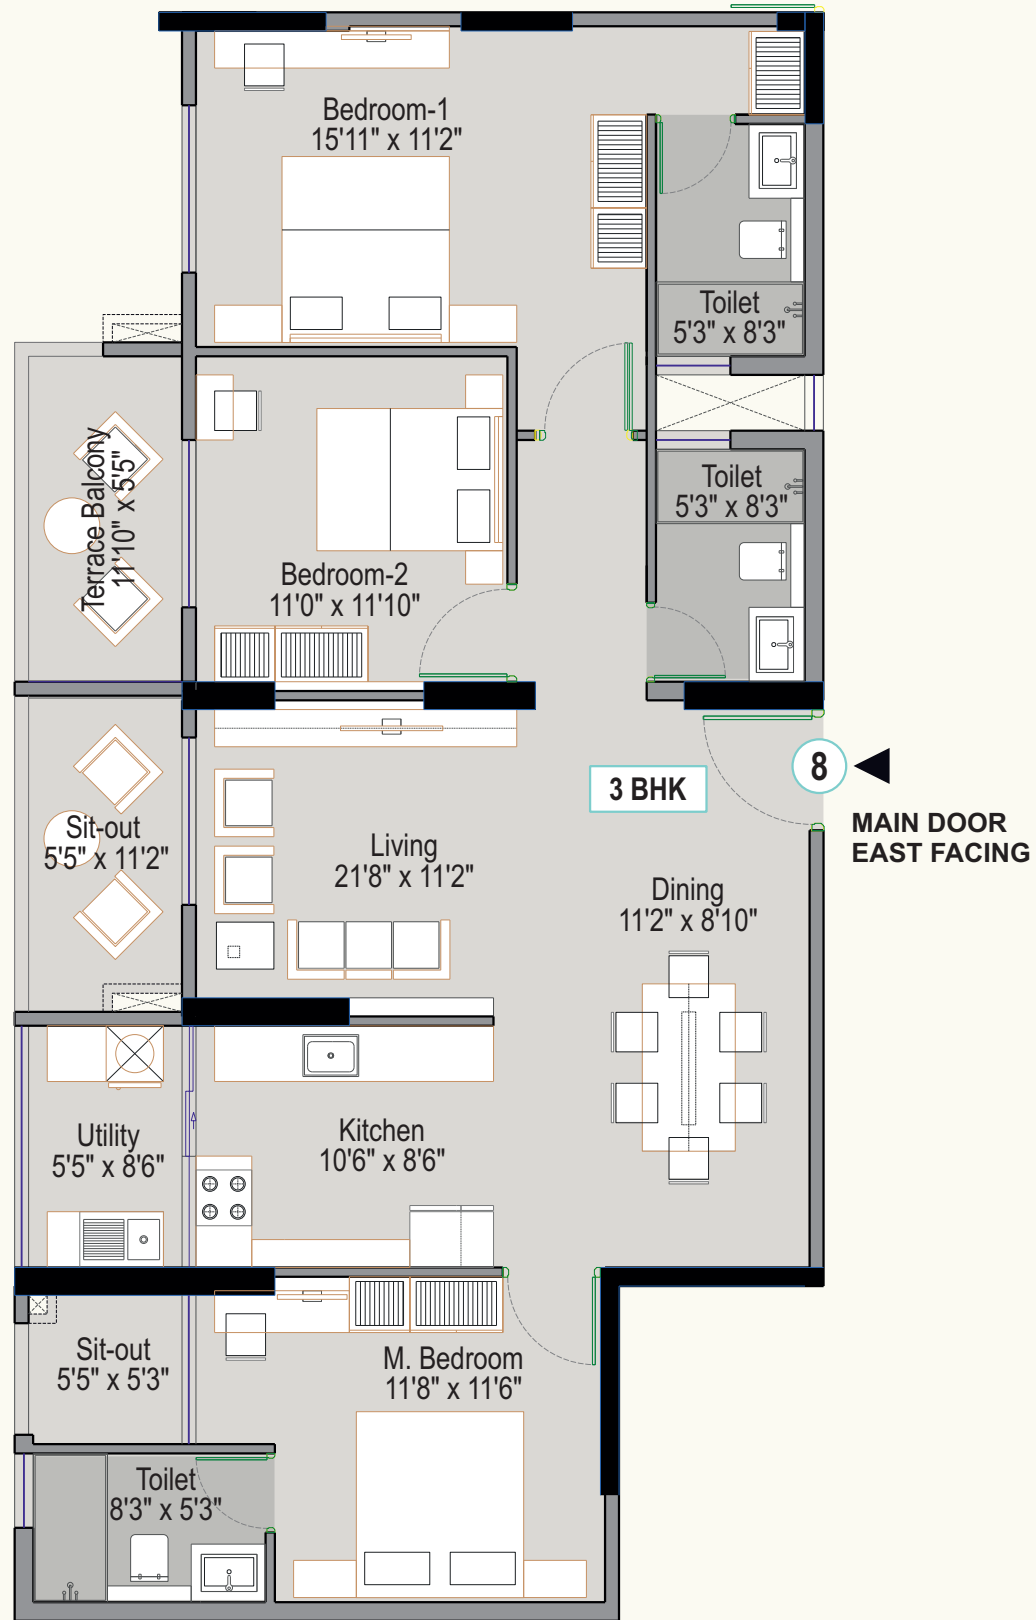 Bedroom-1
15'11" x 11'2"
Toilet
5'3" x 8'3"
Terrace Balcony
11'10" x 5'5"
Toilet
5'3" x 8'3"
Bedroom-2
11'0" x 11'10"
3 BHK
8
MAIN DOOR
EAST FACING
Sit-out
5'5" x 11'2"
Living
21'8" x 11'2"
Dining
11'2" x 8'10"
Utility
5'5" x 8'6"
Kitchen
10'6" x 8'6"
Sit-out
5'5" x 5'3"
M. Bedroom
11'8" x 11'6"
Toilet
8'3" x 5'3"